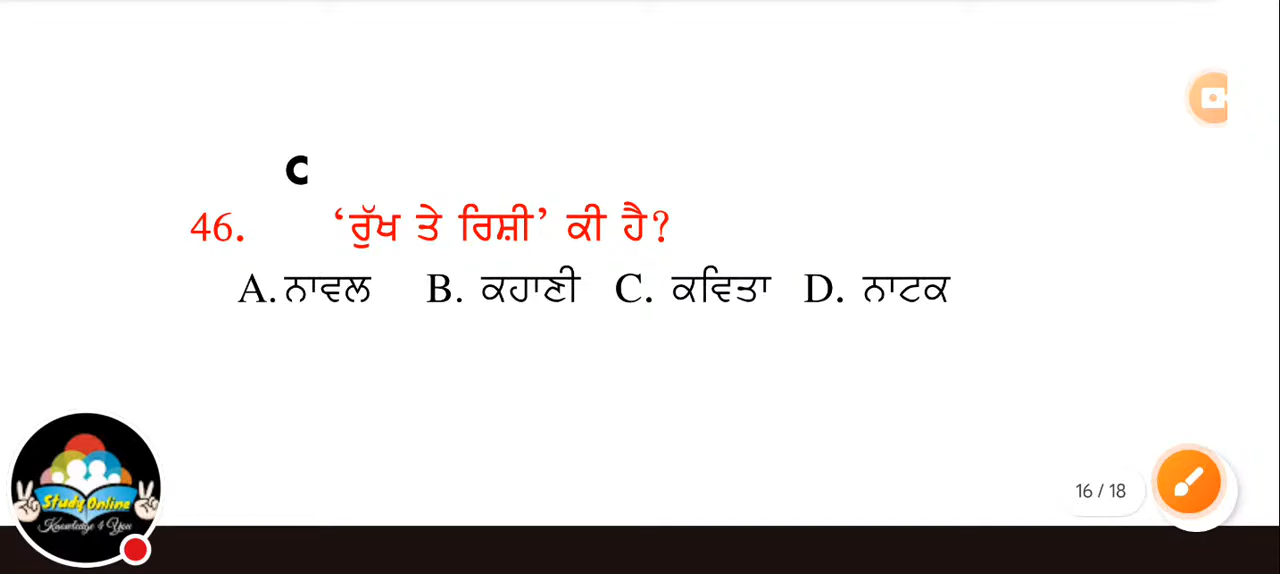 C
46. ‘ਰੁੱਖ ਤੇ ਰਿਸ਼ੀ’ ਕੀ ਹੈ?
A. ਨਾਵਲ B. ਕਹਾਣੀ C. ਕਵਿਤਾ D. ਨਾਟਕ
Study Online
Knowledge 4 You
16 / 18